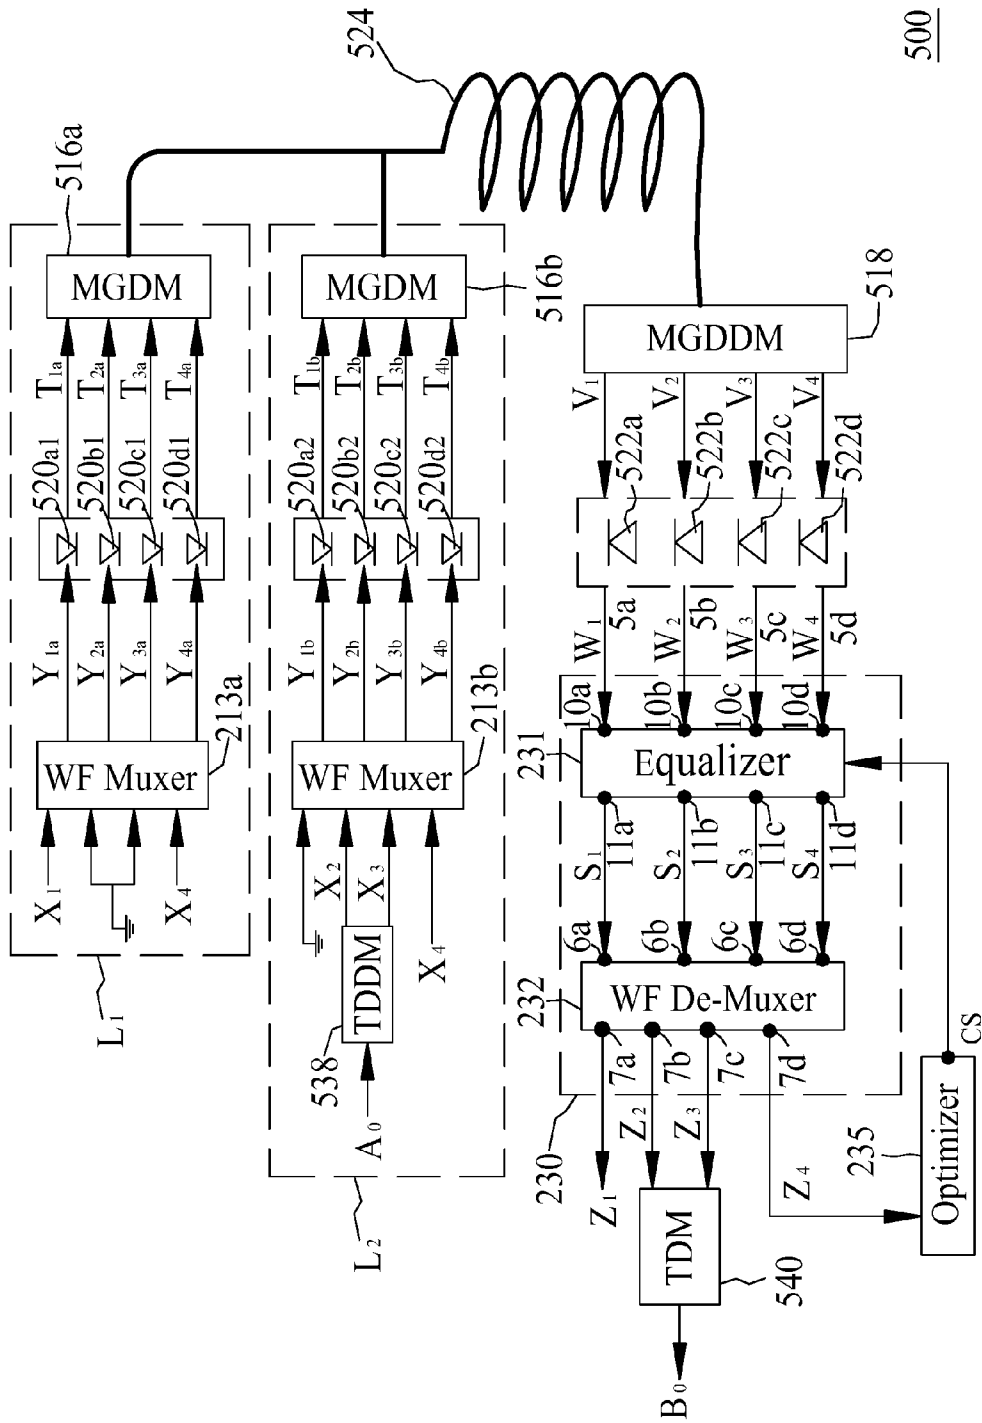 500
524
516a
MGDM
T1a
T2a
T3a
T4a
520a1
520b1
520c1
520d1
Y1a
Y2a
Y3a
Y4a
213a
WF Muxer
X1
X4
L1
MGDM
516b
T1b
T2b
T3b
T4b
520a2
520b2
520c2
520d2
Y1b
Y2b
Y3b
Y4b
213b
WF Muxer
X2
X3
X4
TDDM
538
A0
L2
MGDDM
518
V1
V2
V3
V4
522a
522b
522c
522d
W1
W2
W3
W4
5a
5b
5c
5d
10a
10b
10c
10d
231
Equalizer
11a
11b
11c
11d
S1
S2
S3
S4
6a
6b
6c
6d
232
WF De-Muxer
7a
7b
7c
7d
230
Z1
Z2
Z3
Z4
CS
Optimizer
235
TDM
540
B0